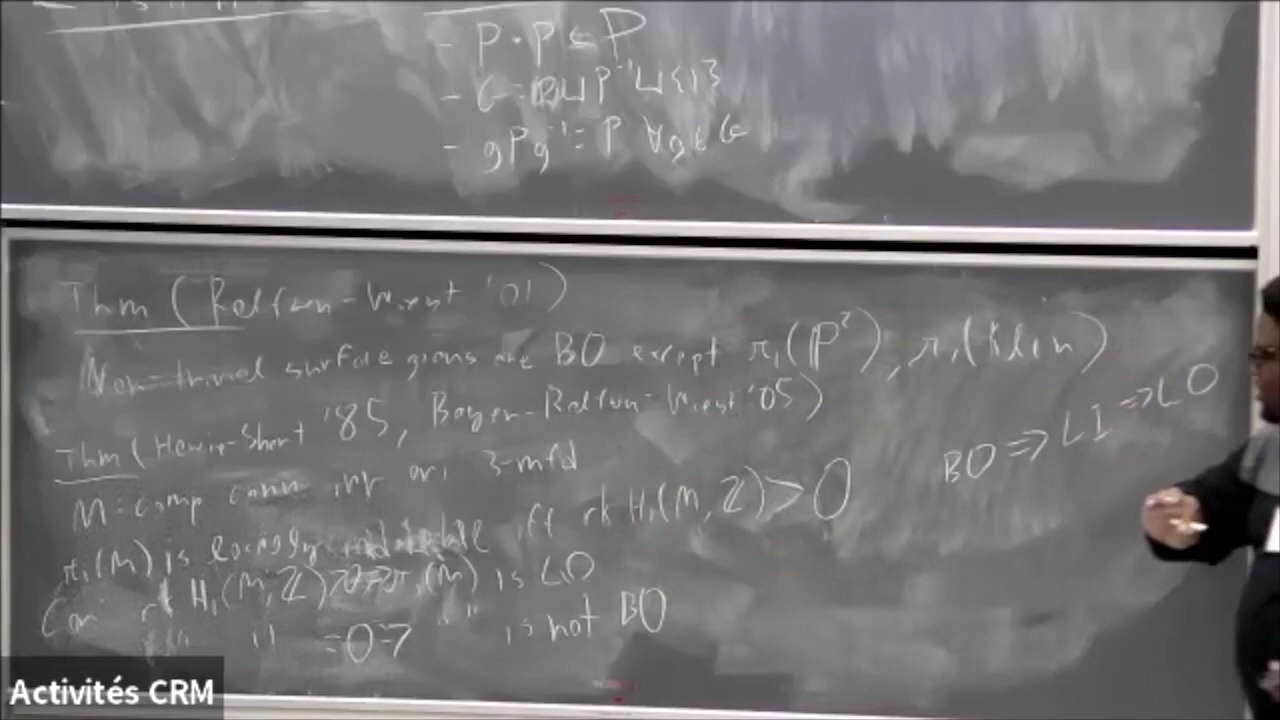 - P · P ⊆ P
- G = P ⊔ P⁻¹ ⊔ {1}
- gPg⁻¹ = P ∀g ∈ G
Thm (Rolfsen-Wiest '01)
Non-trivial surface groups are BO except π₁(P²), π₁(Klein)
Thm (Howie-Short '85, Boyer-Rolfsen-Wiest '05)
M: comp conn irr ori 3-mfd
π₁(M) is locally indicable iff rk H₁(M, Z) > 0
Cor rk H₁(M, Z) > 0 ⇒ π₁(M) is LO
" " = 0 ⇒ " is not BO
BO ⇒ LI ⇒ LO
Activités CRM